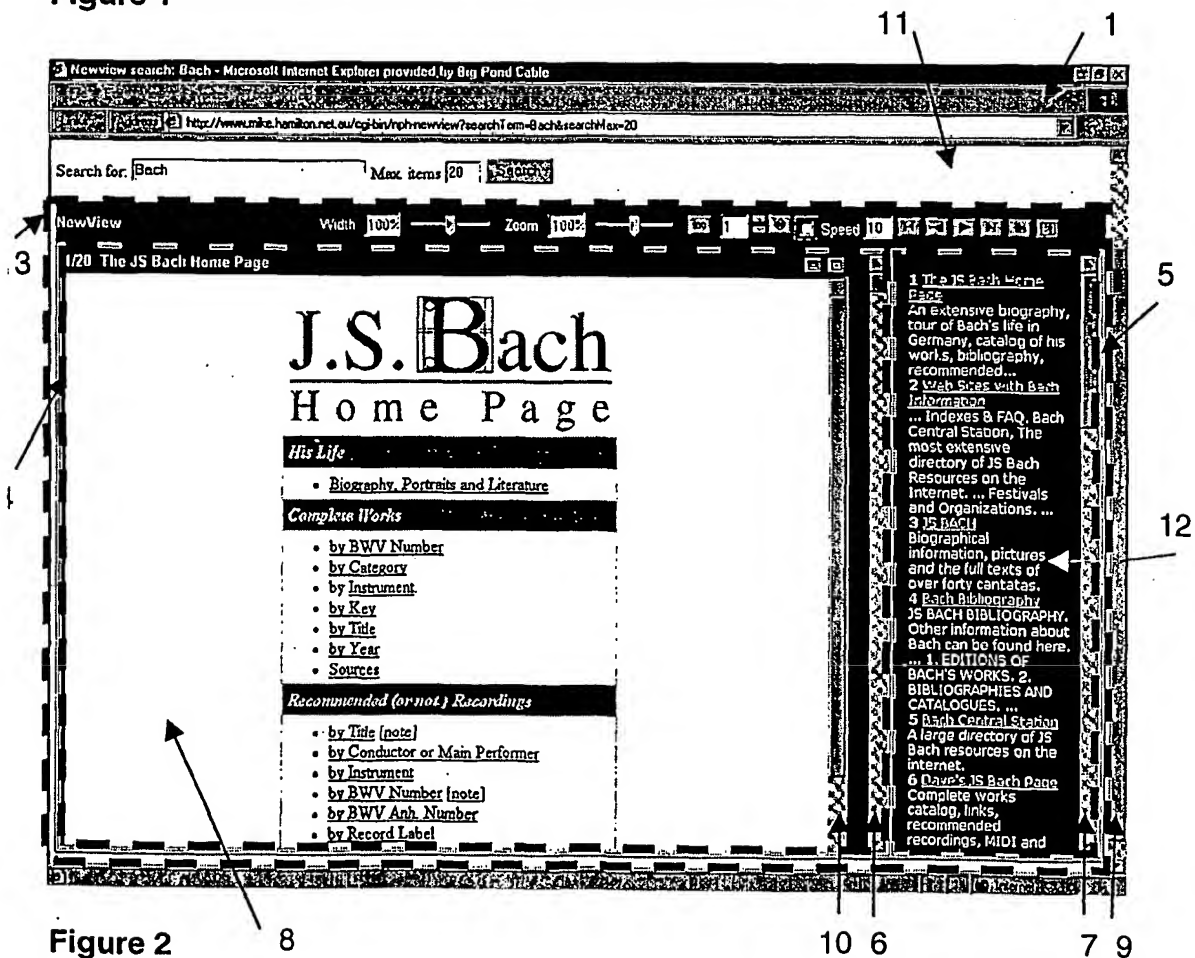 11
1
Newview search: Bach - Microsoft Internet Explorer provided by Big Pond Cable
Address http://www.mike.hamilton.net.au/cgi-bin/nph-newview?searchTerm=Bach&searchMax=20
Search for: Bach Max. items 20 Search
NewView Width 100% Zoom 100% 1 Speed 10
3
1/20 The JS Bach Home Page
5
J.S. Bach
Home Page
His Life
• Biography, Portraits and Literature
Complete Works
• by BWV Number
• by Category
• by Instrument
• by Key
• by Title
• by Year
• Sources
Recommended (or not) Recordings
• by Title [note]
• by Conductor or Main Performer
• by Instrument
• by BWV Number [note]
• by BWV Anh. Number
• by Record Label
1 The JS Bach Home
Page
An extensive biography,
tour of Bach's life in
Germany, catalog of his
works, bibliography,
recommended...
2 Web Sites with Bach
Information
... Indexes & FAQ. Bach
Central Station, The
most extensive
directory of JS Bach
Resources on the
Internet. ... Festivals
and Organizations. ...
3 JS BACH
Biographical
information, pictures
and the full texts of
over forty cantatas.
4 Bach Bibliography
JS BACH BIBLIOGRAPHY.
Other information about
Bach can be found here.
... 1. EDITIONS OF
BACH'S WORKS. 2.
BIBLIOGRAPHIES AND
CATALOGUES. ...
5 Bach Central Station
A large directory of JS
Bach resources on the
internet.
6 Dave's JS Bach Page
Complete works
catalog, links,
recommended
recordings, MIDI and
12
Figure 2
8
10 6 7 9